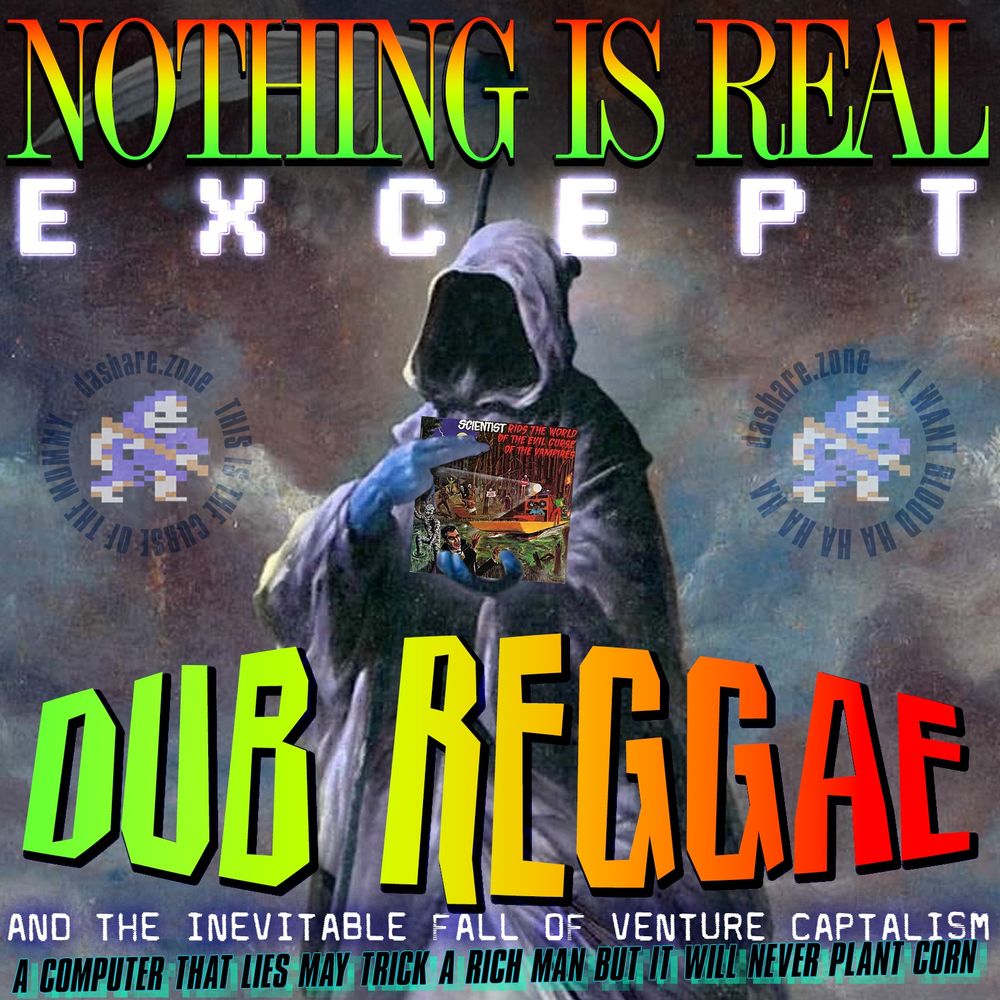 NOTHING IS REAL
EXCEPT
dashare.zone
THIS IS THE CURSE OF THE MUMMY
dashare.zone
I WANT BLOOD HA HA HA HA
SCIENTIST RIDS THE WORLD
OF THE EVIL CURSE
OF THE VAMPIRES
DUB REGGAE
AND THE INEVITABLE FALL OF VENTURE CAPTALISM
A COMPUTER THAT LIES MAY TRICK A RICH MAN BUT IT WILL NEVER PLANT CORN